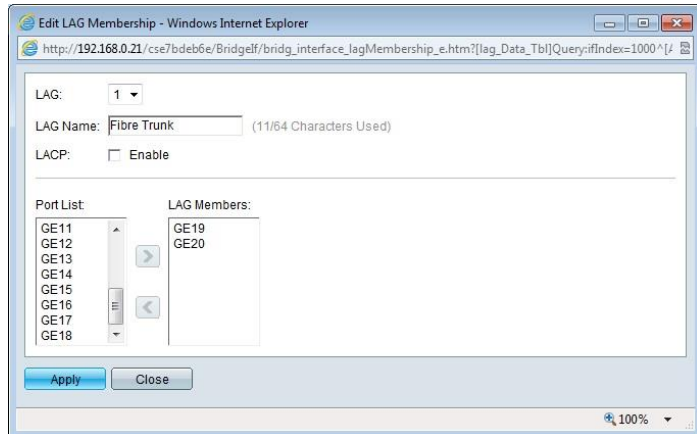 Edit LAG Membership - Windows Internet Explorer
http://192.168.0.21/cse7bdeb6e/BridgeIf/bridg_interface_lagMembership_e.htm?[lag_Data_Tbl]Query:ifIndex=1000^[
LAG: 1
LAG Name: Fibre Trunk (11/64 Characters Used)
LACP: Enable
Port List: LAG Members:
GE11 GE19
GE12 GE20
GE13
GE14
GE15
GE16
GE17
GE18
Apply Close
100%